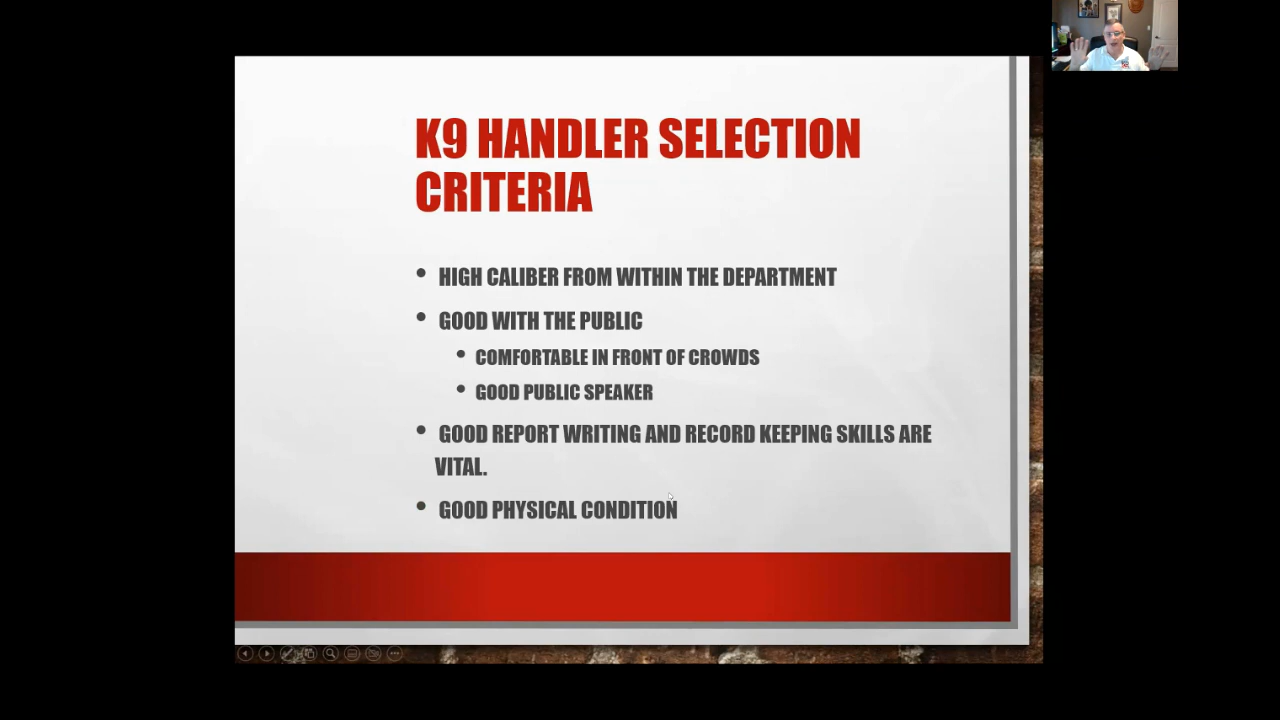 K9 HANDLER SELECTION
CRITERIA
• HIGH CALIBER FROM WITHIN THE DEPARTMENT
• GOOD WITH THE PUBLIC
• COMFORTABLE IN FRONT OF CROWDS
• GOOD PUBLIC SPEAKER
• GOOD REPORT WRITING AND RECORD KEEPING SKILLS ARE
VITAL.
• GOOD PHYSICAL CONDITION